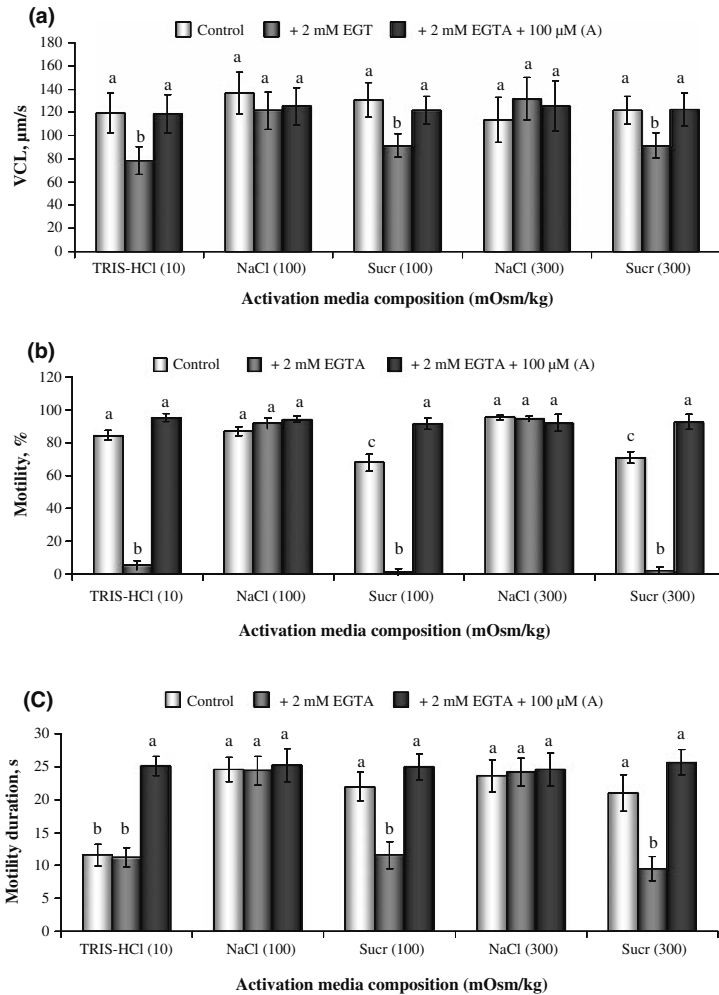 (a)
Control + 2 mM EGT + 2 mM EGTA + 100 µM (A)
VCL, µm/s
180
160
140
120
100
80
60
40
20
0
a b a a a a a b a a a a a b a
TRIS-HCl (10) NaCl (100) Sucr (100) NaCl (300) Sucr (300)
Activation media composition (mOsm/kg)
(b)
Control + 2 mM EGTA + 2 mM EGTA + 100 µM (A)
Motility, %
120
100
80
60
40
20
0
a b a a a a c b a a a a c b a
TRIS-HCl (10) NaCl (100) Sucr (100) NaCl (300) Sucr (300)
Activation media composition (mOsm/kg)
(C)
Control + 2 mM EGTA + 2 mM EGTA + 100 µM (A)
Motility duration, s
30
25
20
15
10
5
0
b b a a a a a b a a a a a b a
TRIS-HCl (10) NaCl (100) Sucr (100) NaCl (300) Sucr (300)
Activation media composition (mOsm/kg)